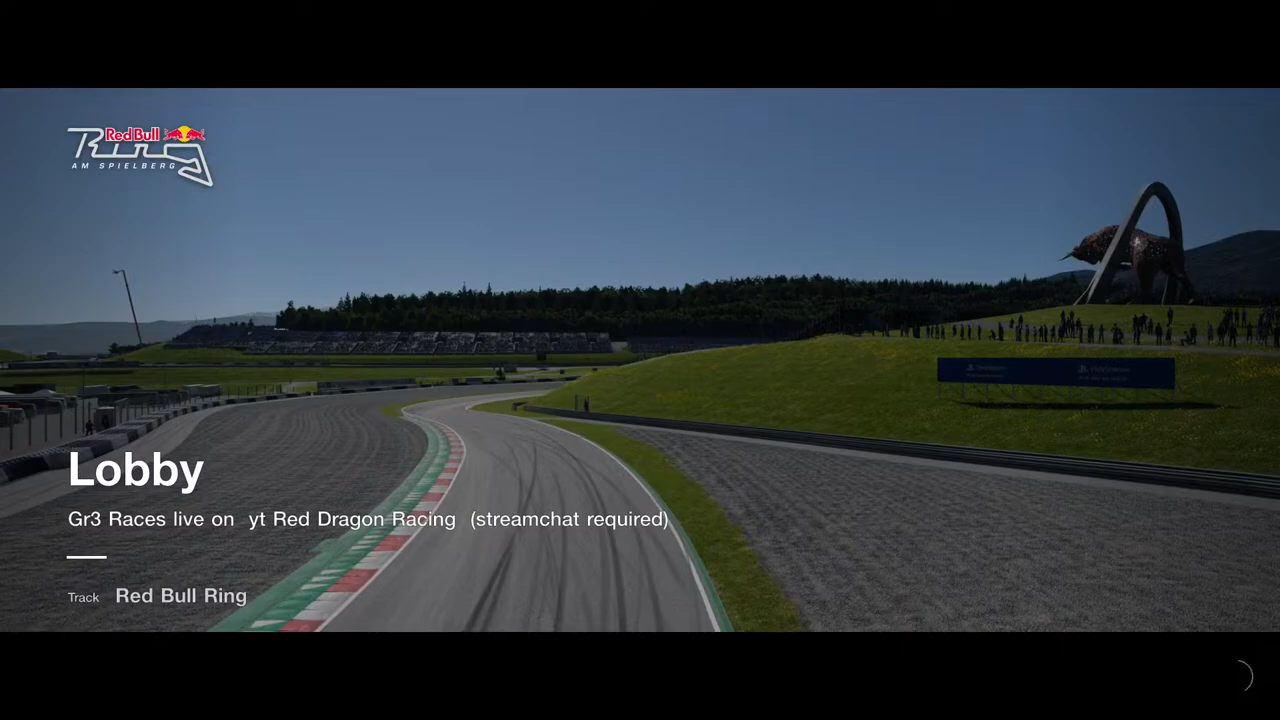 Red Bull
Ring
AM SPIELBERG
Lobby
Gr3 Races live on yt Red Dragon Racing (streamchat required)
Track Red Bull Ring